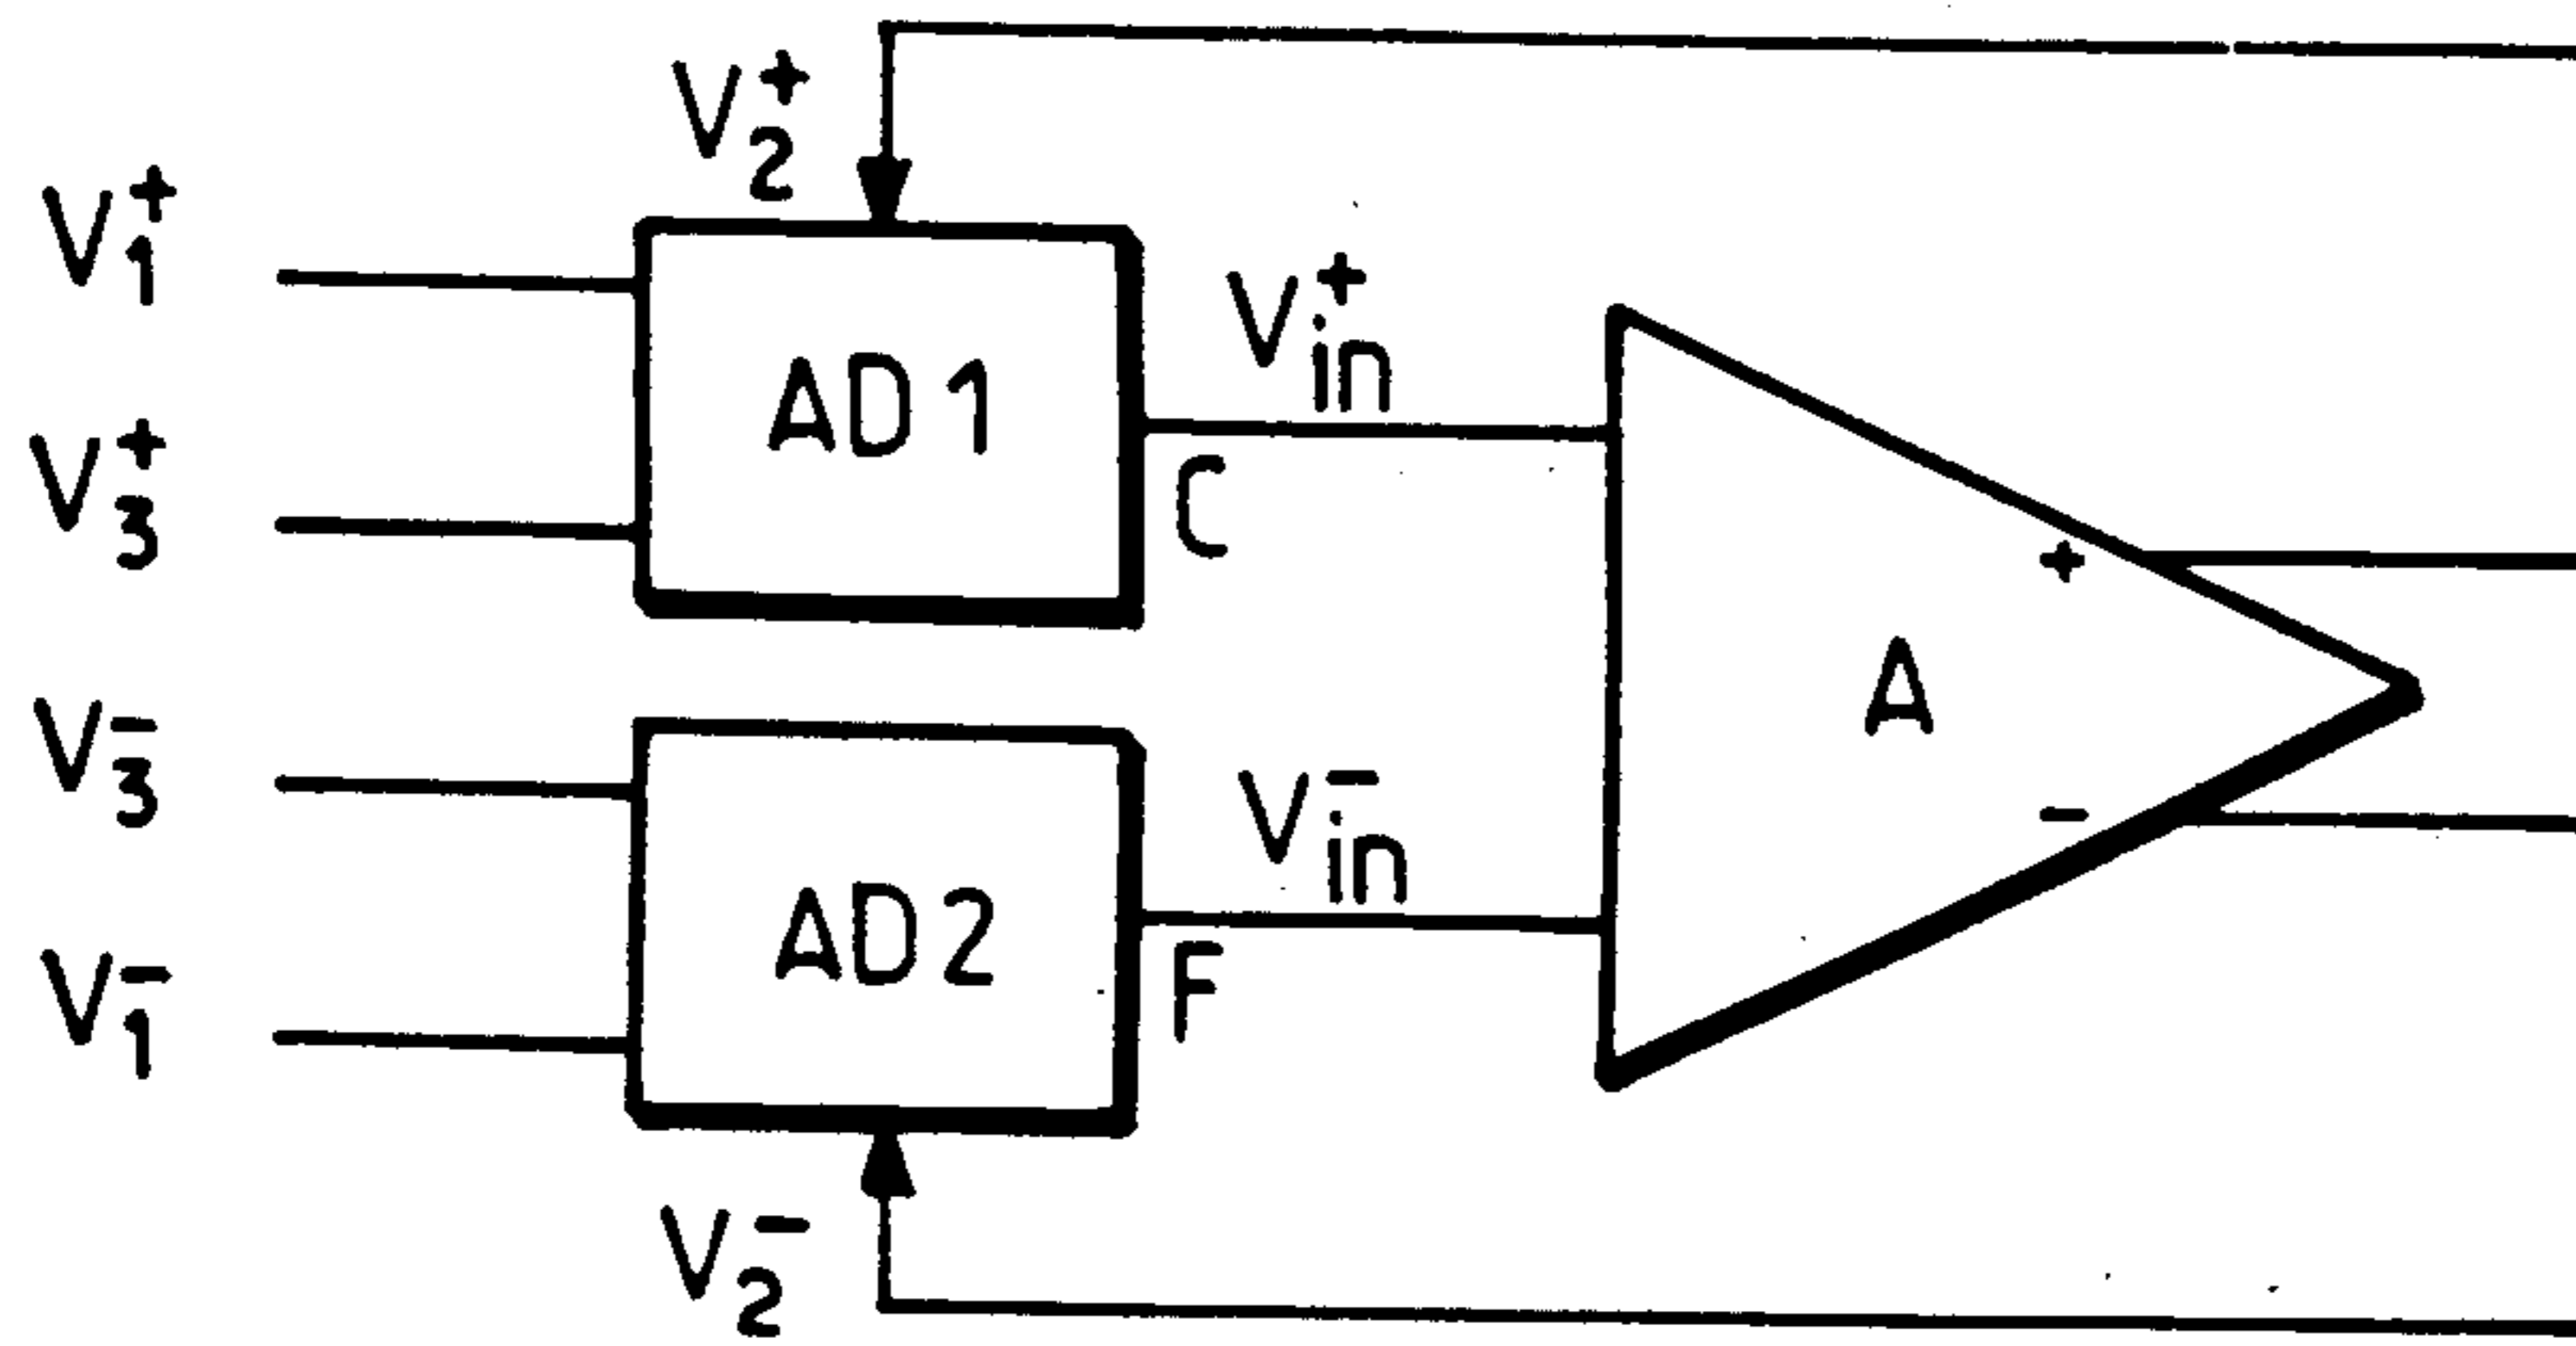 V₂⁺
V₁⁺
AD1
V₃⁺
Vin⁺
C
+
A
-
V₃⁻
AD2
V₁⁻
Vin⁻
F
V₂⁻